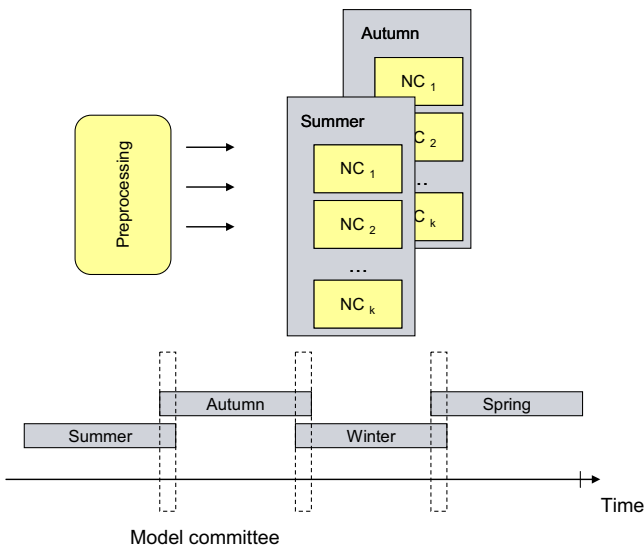 Autumn
NC 1
C 2
..
C k
Summer
NC 1
NC 2
...
NC k
Preprocessing
Autumn
Spring
Summer
Winter
Time
Model committee